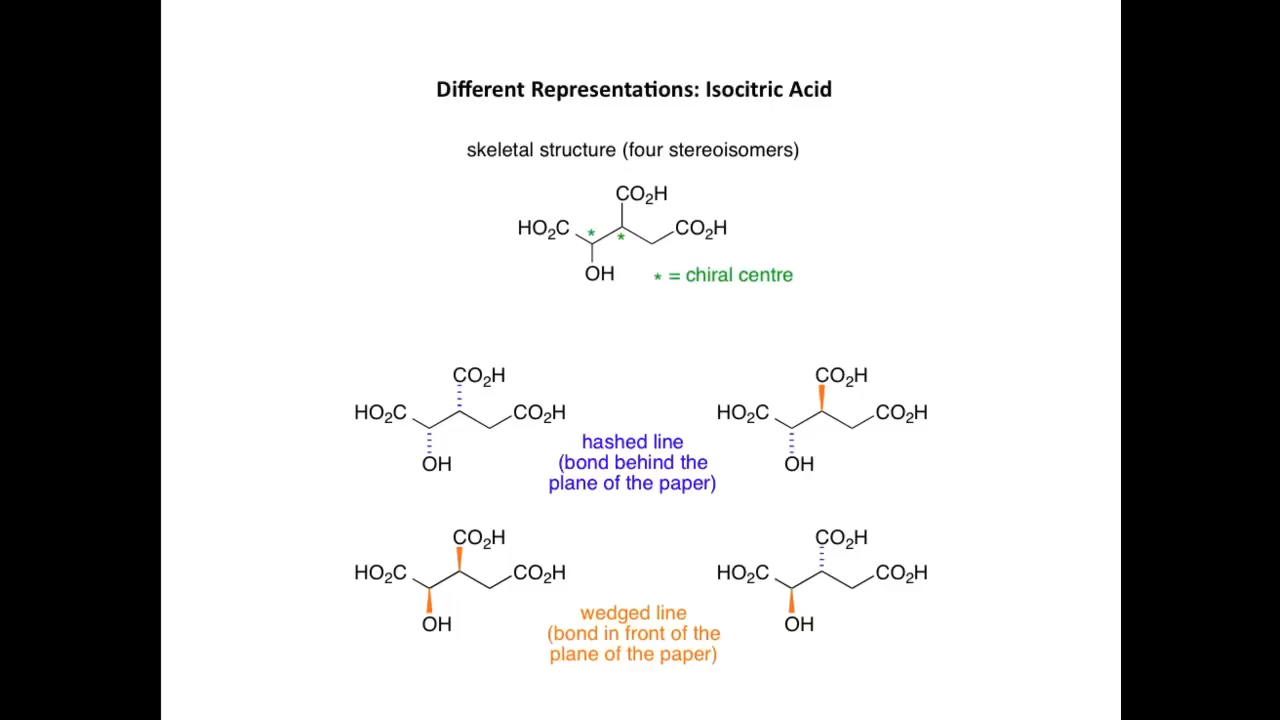 Different Representations: Isocitric Acid
skeletal structure (four stereoisomers)
CO₂H
HO₂C * * CO₂H
OH * = chiral centre
CO₂H CO₂H
HO₂C CO₂H HO₂C CO₂H
hashed line
(bond behind the
OH OH
plane of the paper)
CO₂H CO₂H
HO₂C CO₂H HO₂C CO₂H
wedged line
OH OH
(bond in front of the
plane of the paper)